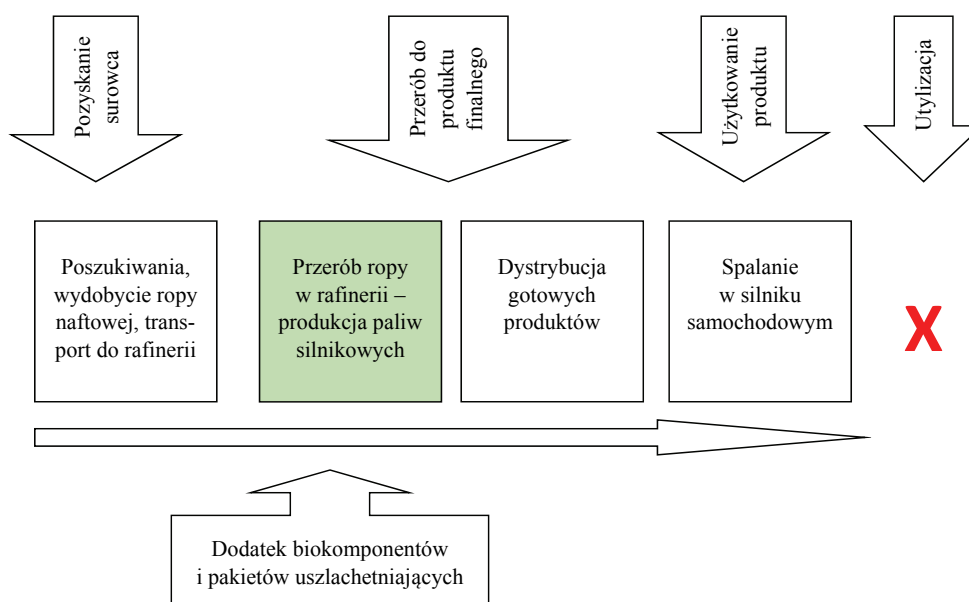 Pozyskanie
surowca
Przerób do
produktu
finalnego
Użytkowanie
produktu
Utylizacja
Poszukiwania,
wydobycie ropy
naftowej, trans-
port do rafinerii
Przerób ropy
w rafinerii –
produkcja paliw
silnikowych
Dystrybucja
gotowych
produktów
Spalanie
w silniku
samochodowym
X
Dodatek biokomponentów
i pakietów uszlachetniających